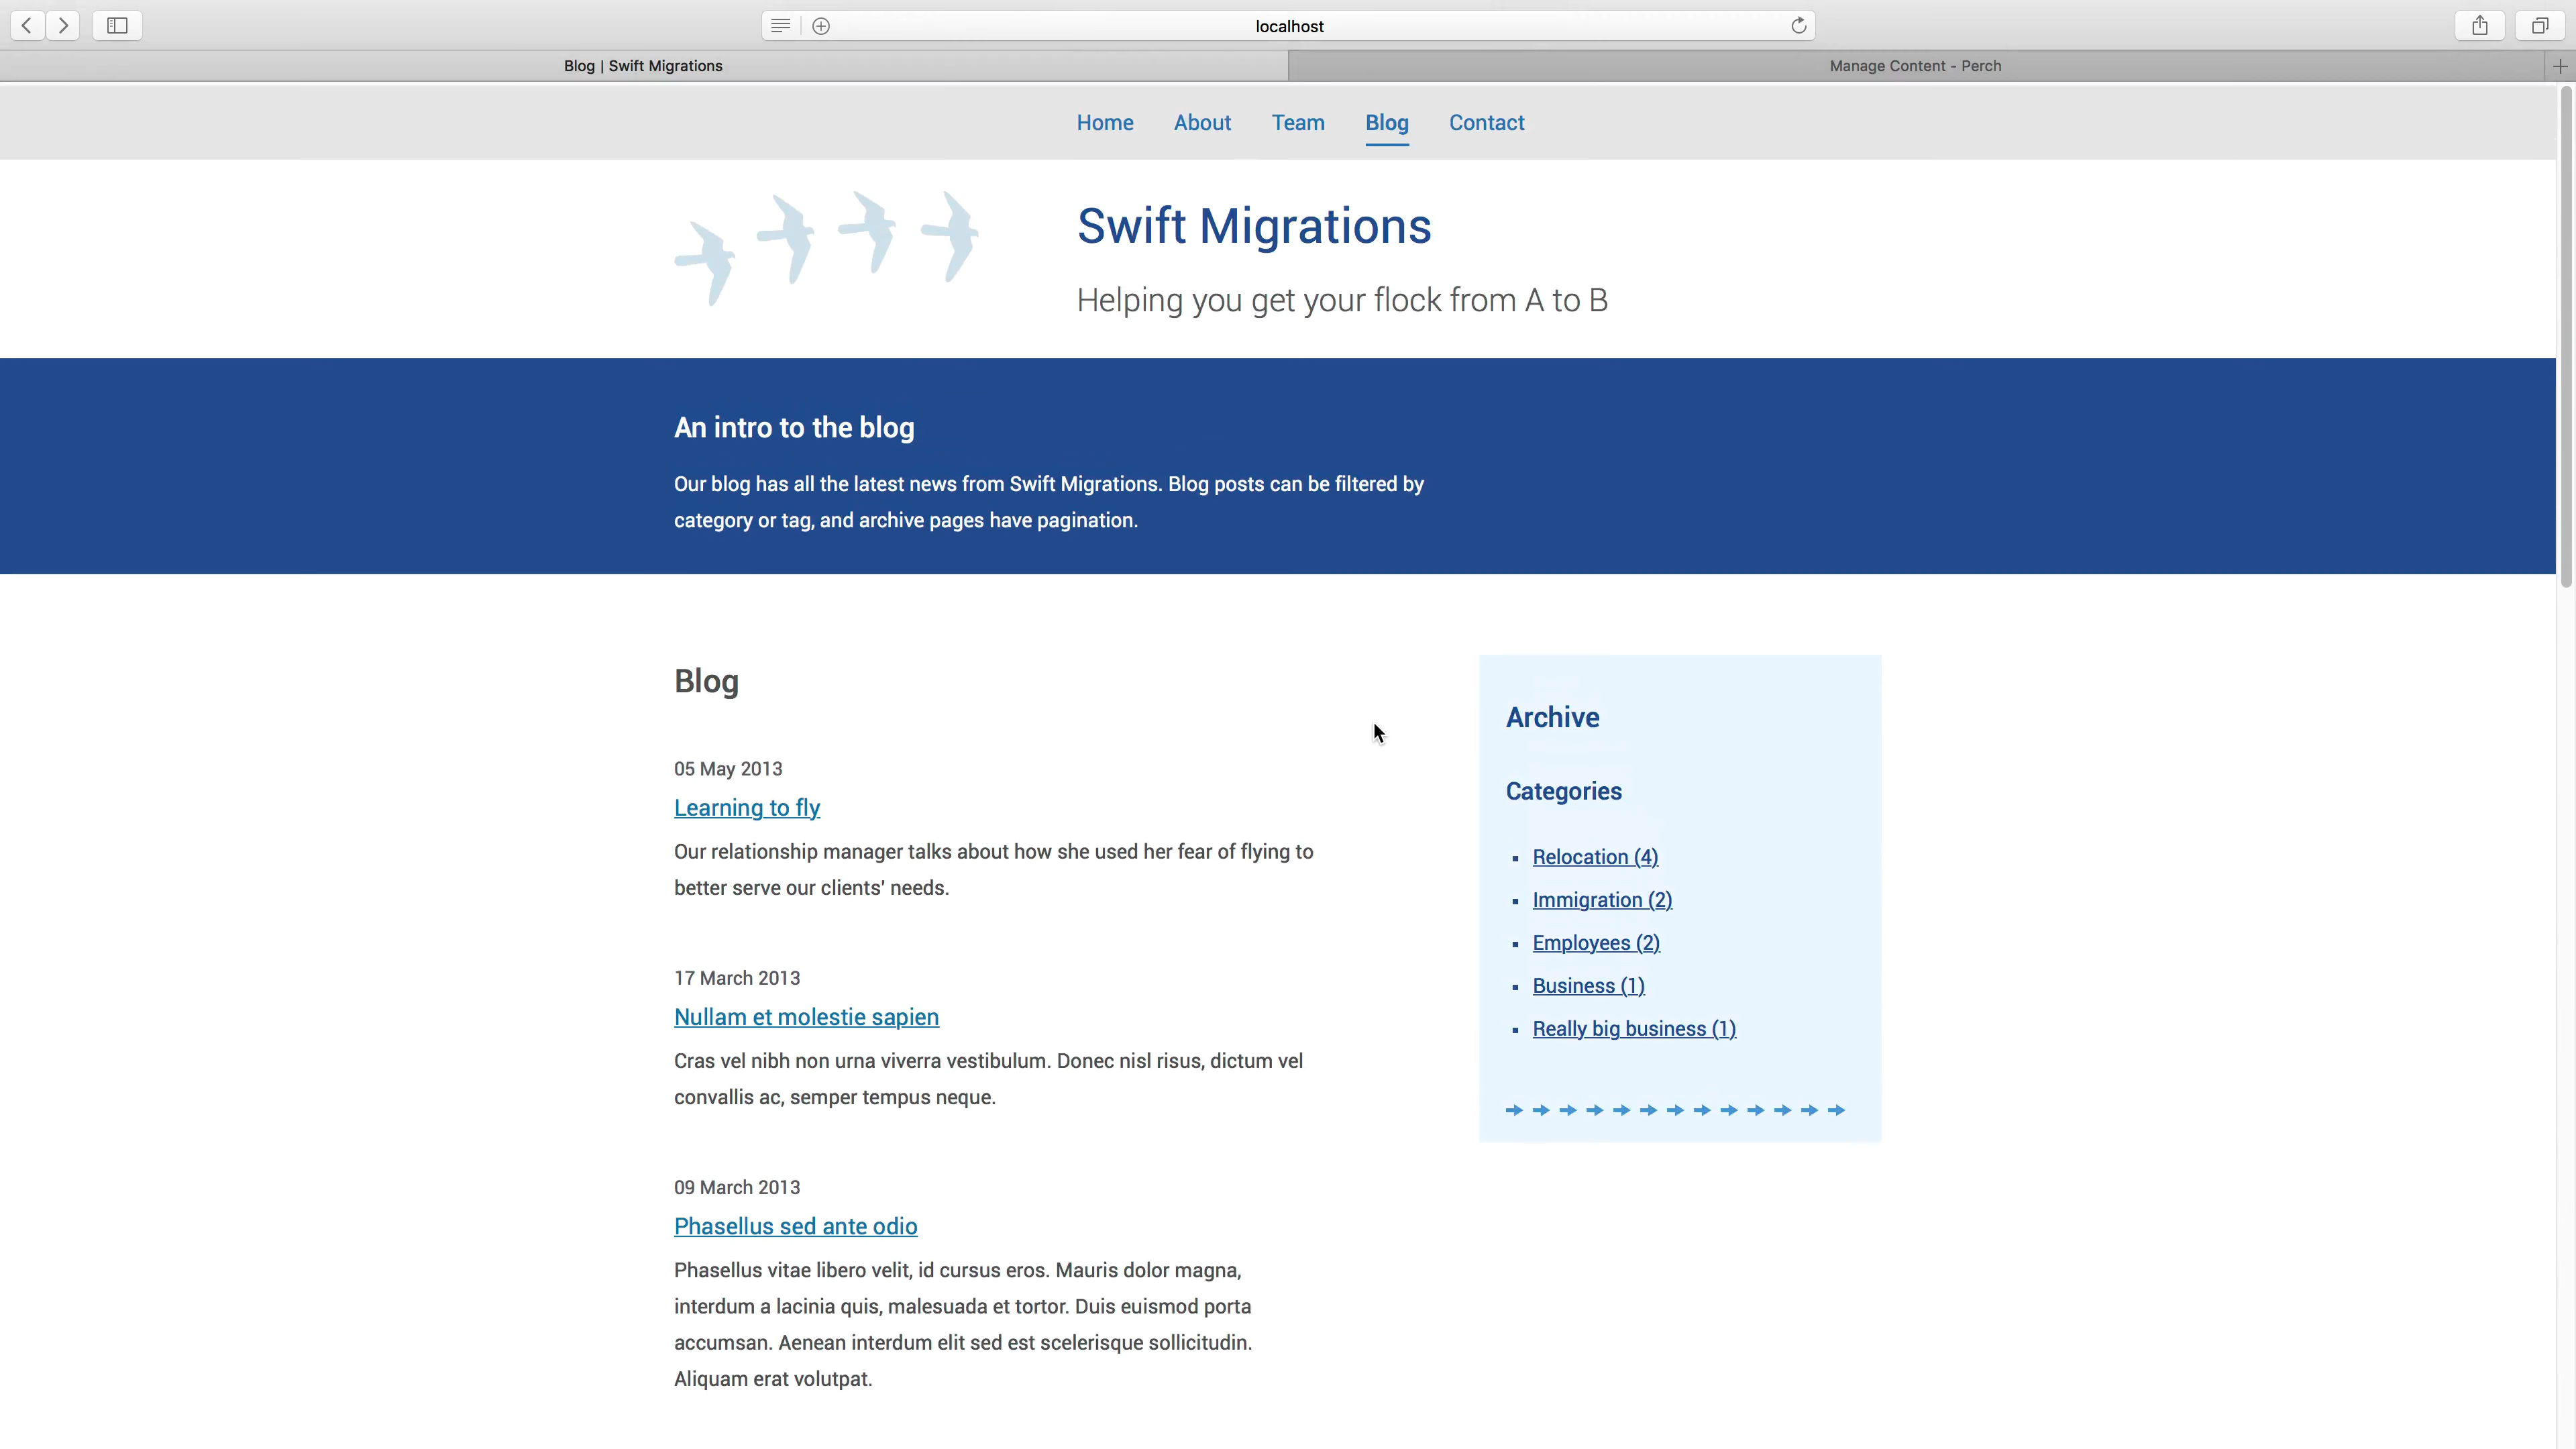 localhost
Blog | Swift Migrations
Manage Content - Perch
Home About Team Blog Contact
Swift Migrations
Helping you get your flock from A to B
An intro to the blog
Our blog has all the latest news from Swift Migrations. Blog posts can be filtered by
category or tag, and archive pages have pagination.
Blog
05 May 2013
Learning to fly
Our relationship manager talks about how she used her fear of flying to
better serve our clients' needs.
17 March 2013
Nullam et molestie sapien
Cras vel nibh non urna viverra vestibulum. Donec nisl risus, dictum vel
convallis ac, semper tempus neque.
09 March 2013
Phasellus sed ante odio
Phasellus vitae libero velit, id cursus eros. Mauris dolor magna,
interdum a lacinia quis, malesuada et tortor. Duis euismod porta
accumsan. Aenean interdum elit sed est scelerisque sollicitudin.
Aliquam erat volutpat.
Archive
Categories
Relocation (4)
Immigration (2)
Employees (2)
Business (1)
Really big business (1)